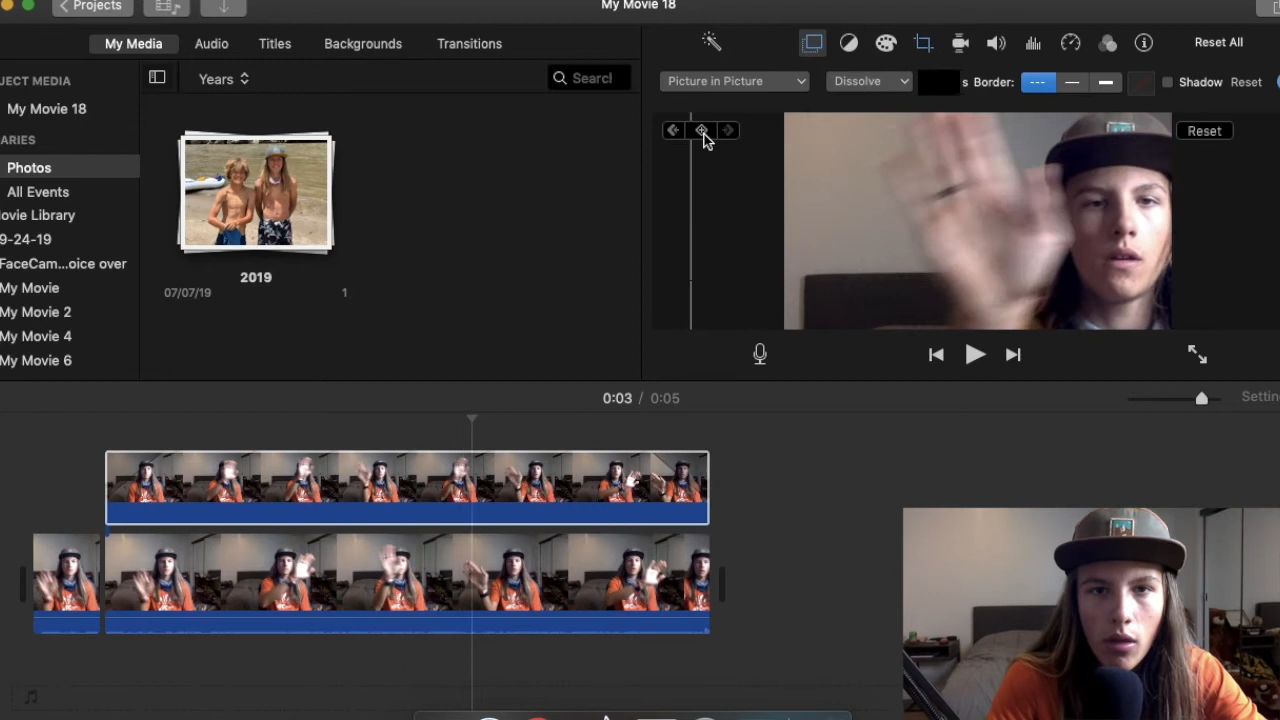 Projects
My Movie 18
My Media Audio Titles Backgrounds Transitions
Reset All
JECT MEDIA
Years
Searcl
Picture in Picture
Dissolve
s Border:
Shadow
Reset
My Movie 18
ARIES
Photos
All Events
ovie Library
9-24-19
FaceCam...oice over
My Movie
My Movie 2
My Movie 4
My Movie 6
2019
07/07/19
1
Reset
0:03 / 0:05
Settin